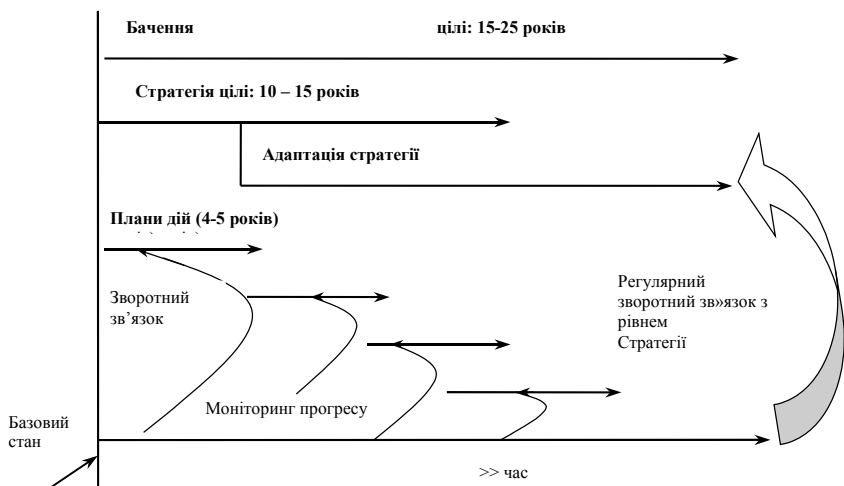 Бачення цілі: 15-25 років
Стратегія цілі: 10 – 15 років
Адаптація стратегії
Плани дій (4-5 років)
Зворотний
зв’язок
Регулярний
зворотний зв»язок з
рівнем
Стратегії
Моніторинг прогресу
Базовий
стан
>> час